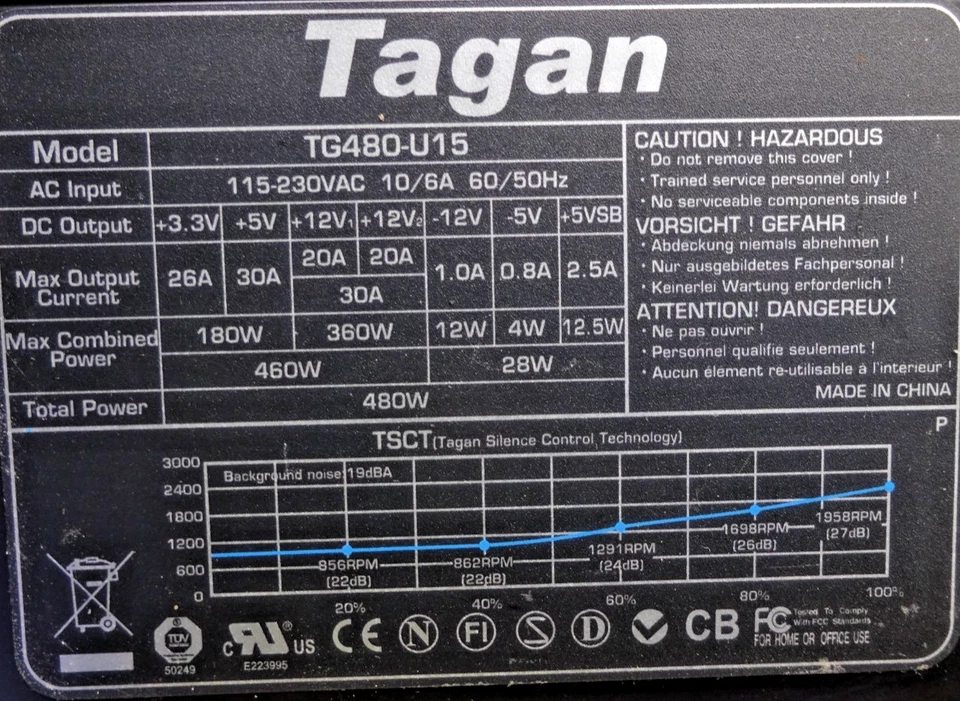 Tagan
Model TG480-U15
AC Input 115-230VAC 10/6A 60/50Hz
DC Output +3.3V +5V +12V1 +12V2 -12V -5V +5VSB
Max Output Current 26A 30A 20A 20A 1.0A 0.8A 2.5A
30A
Max Combined Power 180W 360W 12W 4W 12.5W
460W 28W
Total Power 480W
CAUTION ! HAZARDOUS
· Do not remove this cover !
· Trained service personnel only !
· No serviceable components inside !
VORSICHT ! GEFAHR
· Abdeckung niemals abnehmen !
· Nur ausgebildetes Fachpersonal !
· Keinerlei Wartung erforderlich !
ATTENTION! DANGEREUX
· Ne pas ouvrir !
· Personnel qualifie seulement !
· Aucun élement re-utilisable à l'interieur !
MADE IN CHINA
P
TSCT(Tagan Silence Control Technology)
Background noise:19dBA
3000
2400
1800
1200
600
0
856RPM
(22dB)
862RPM
(22dB)
1291RPM
(24dB)
1698RPM
(26dB)
1958RPM
(27dB)
20% 40% 60% 80% 100%
TÜV
50249
c RU ® US
E223995
CE
N
FI
S
D
CB
FC Tested To Comply
With FCC Standards
FOR HOME OR OFFICE USE